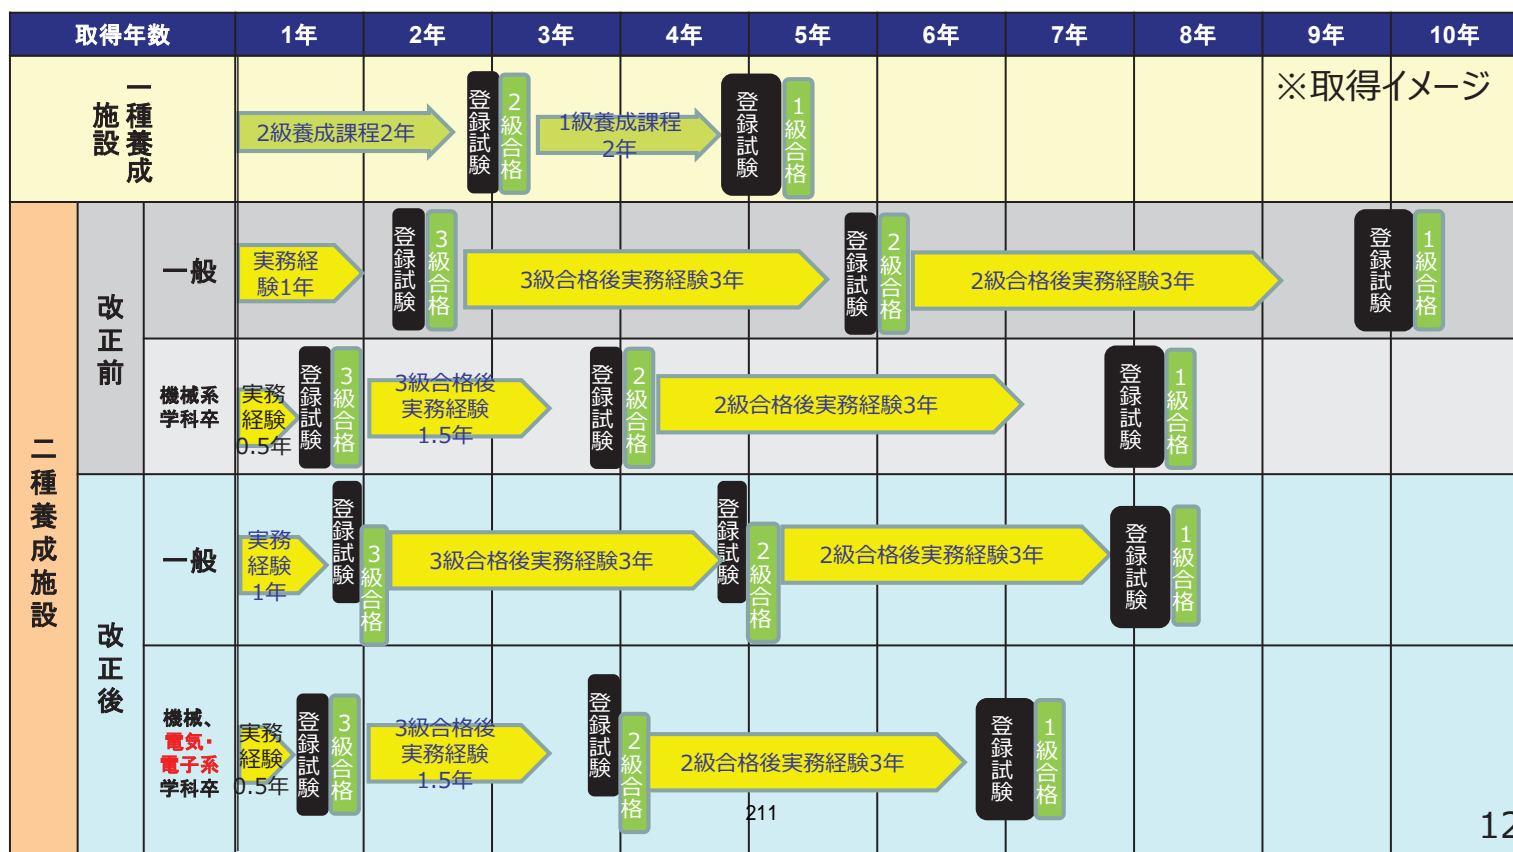 取得年数 1年 2年 3年 4年 5年 6年 7年 8年 9年 10年
※取得イメージ
一種養成
施設
2級養成課程2年
登録試験
2級合格
1級養成課程
2年
登録試験
1級合格
二種養成施設
改正前
一般
実務経
験1年
登録試験
3級合格
3級合格後実務経験3年
登録試験
2級合格
2級合格後実務経験3年
登録試験
1級合格
機械系
学科卒
実務
経験
0.5年
登録試験
3級合格
3級合格後
実務経験
1.5年
登録試験
2級合格
2級合格後実務経験3年
登録試験
1級合格
改正後
一般
実務
経験
1年
登録試験
3級合格
3級合格後実務経験3年
登録試験
2級合格
2級合格後実務経験3年
登録試験
1級合格
機械、
電気・
電子系
学科卒
実務
経験
0.5年
登録試験
3級合格
3級合格後
実務経験
1.5年
登録試験
2級合格
2級合格後実務経験3年
登録試験
1級合格
211
12